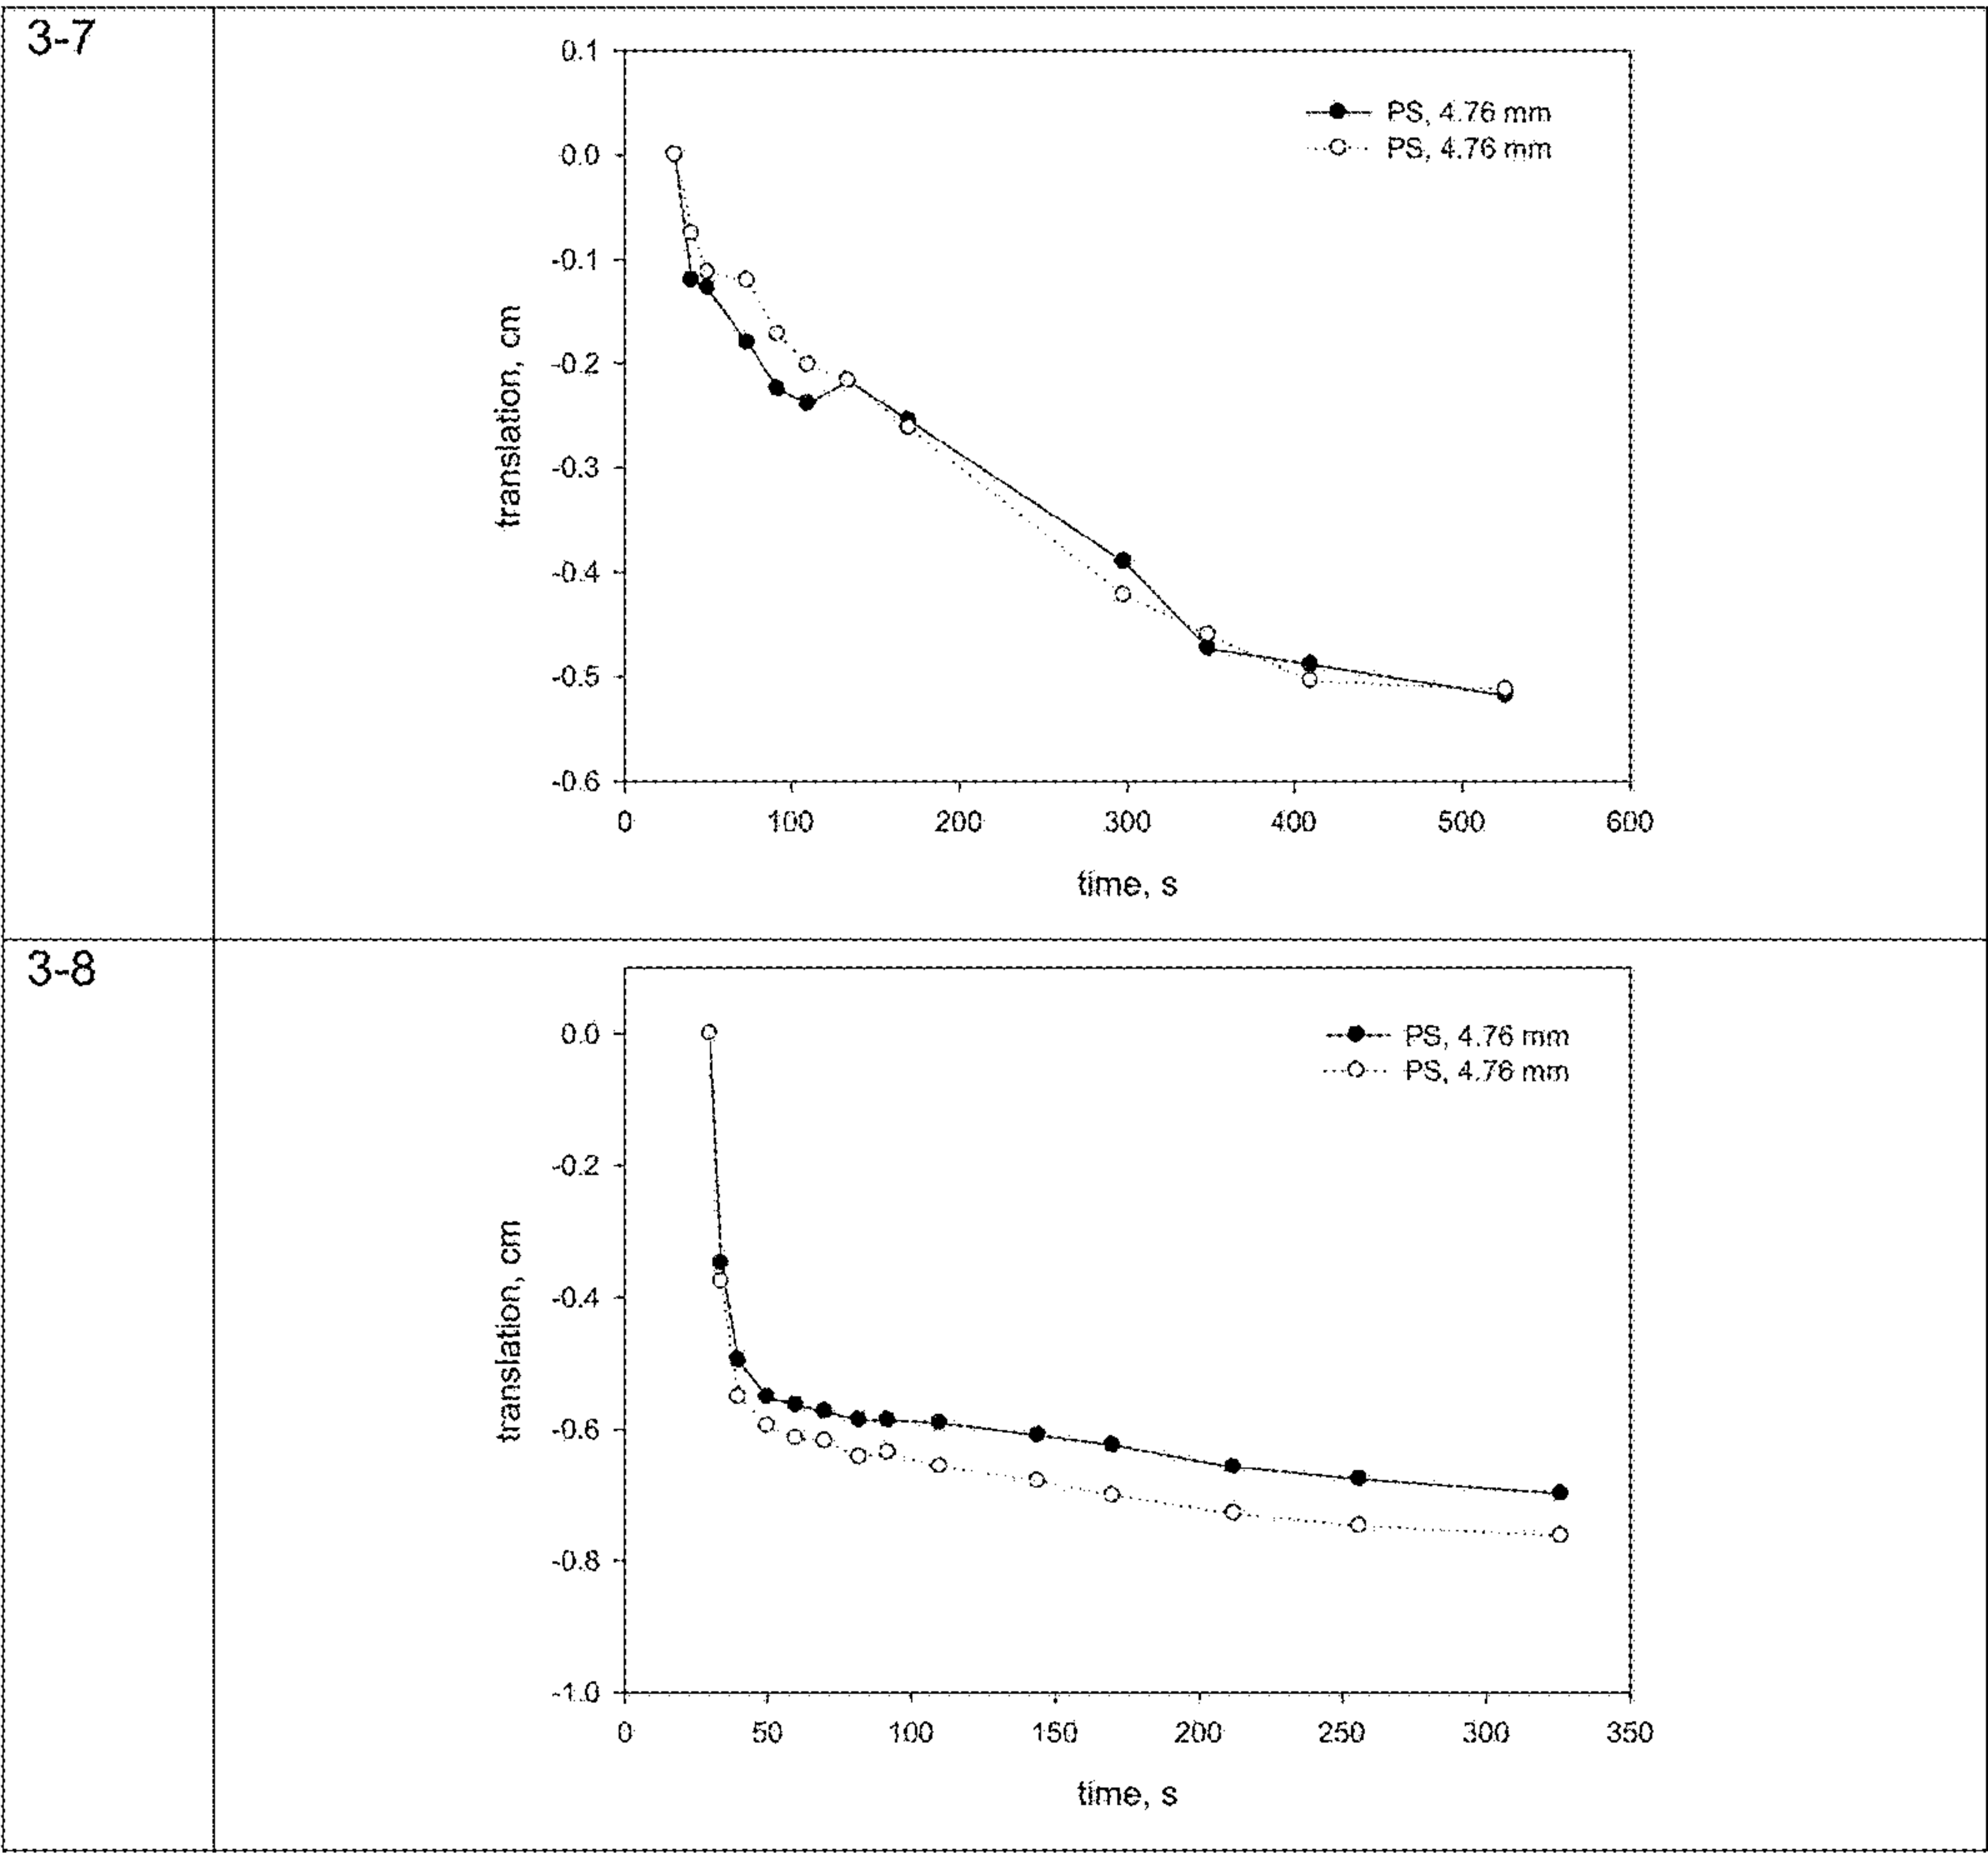 3-7
0.1
0.0
-0.1
-0.2
-0.3
-0.4
-0.5
-0.6
translation, cm
PS, 4.76 mm
PS, 4.76 mm
0 100 200 300 400 500 600
time, s
3-8
0.0
-0.2
-0.4
-0.6
-0.8
-1.0
translation, cm
PS, 4.76 mm
PS, 4.76 mm
0 50 100 150 200 250 300 350
time, s